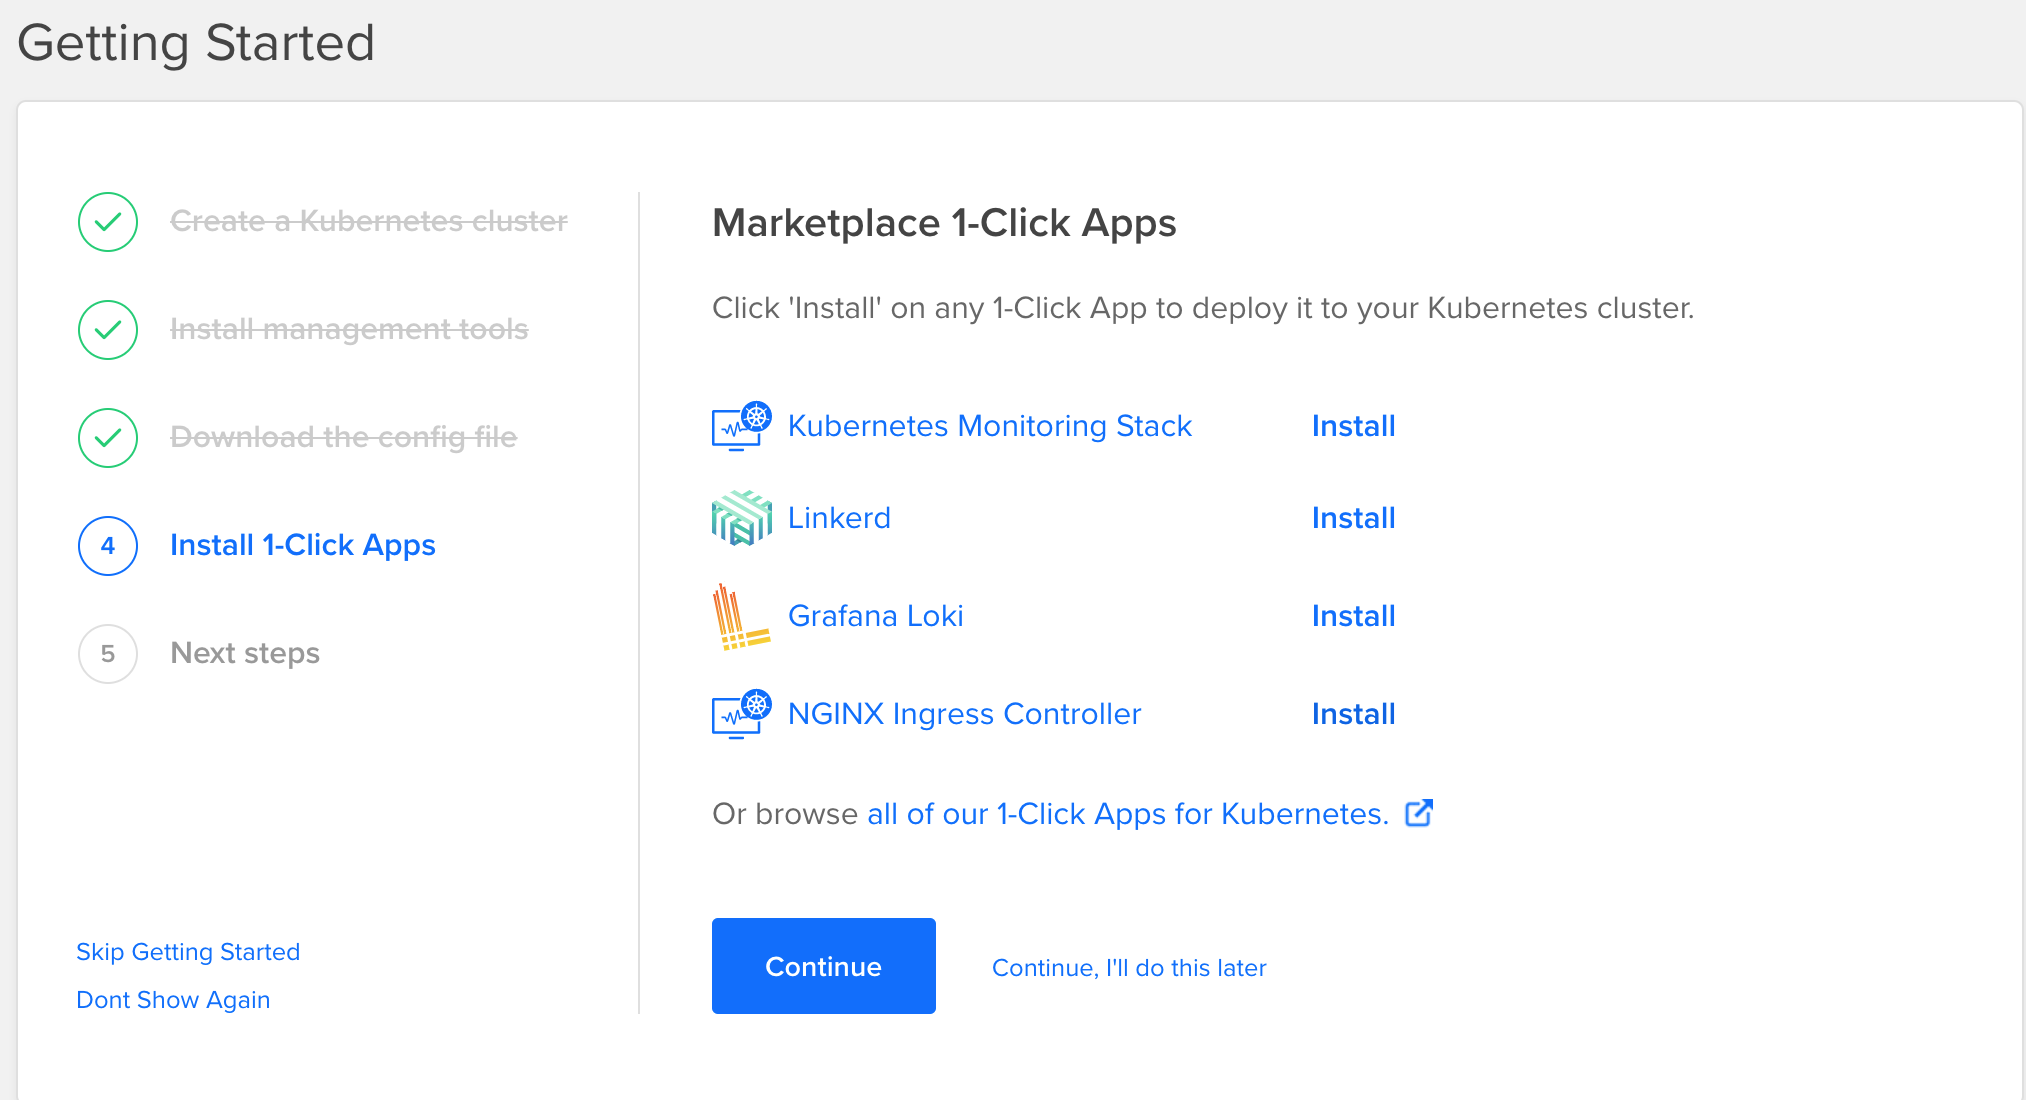 Getting Started
Create a Kubernetes cluster
Install management tools
Download the config file
4 Install 1-Click Apps
5 Next steps
Skip Getting Started
Dont Show Again
Marketplace 1-Click Apps
Click 'Install' on any 1-Click App to deploy it to your Kubernetes cluster.
Kubernetes Monitoring Stack Install
Linkerd Install
Grafana Loki Install
NGINX Ingress Controller Install
Or browse all of our 1-Click Apps for Kubernetes.
Continue Continue, I'll do this later